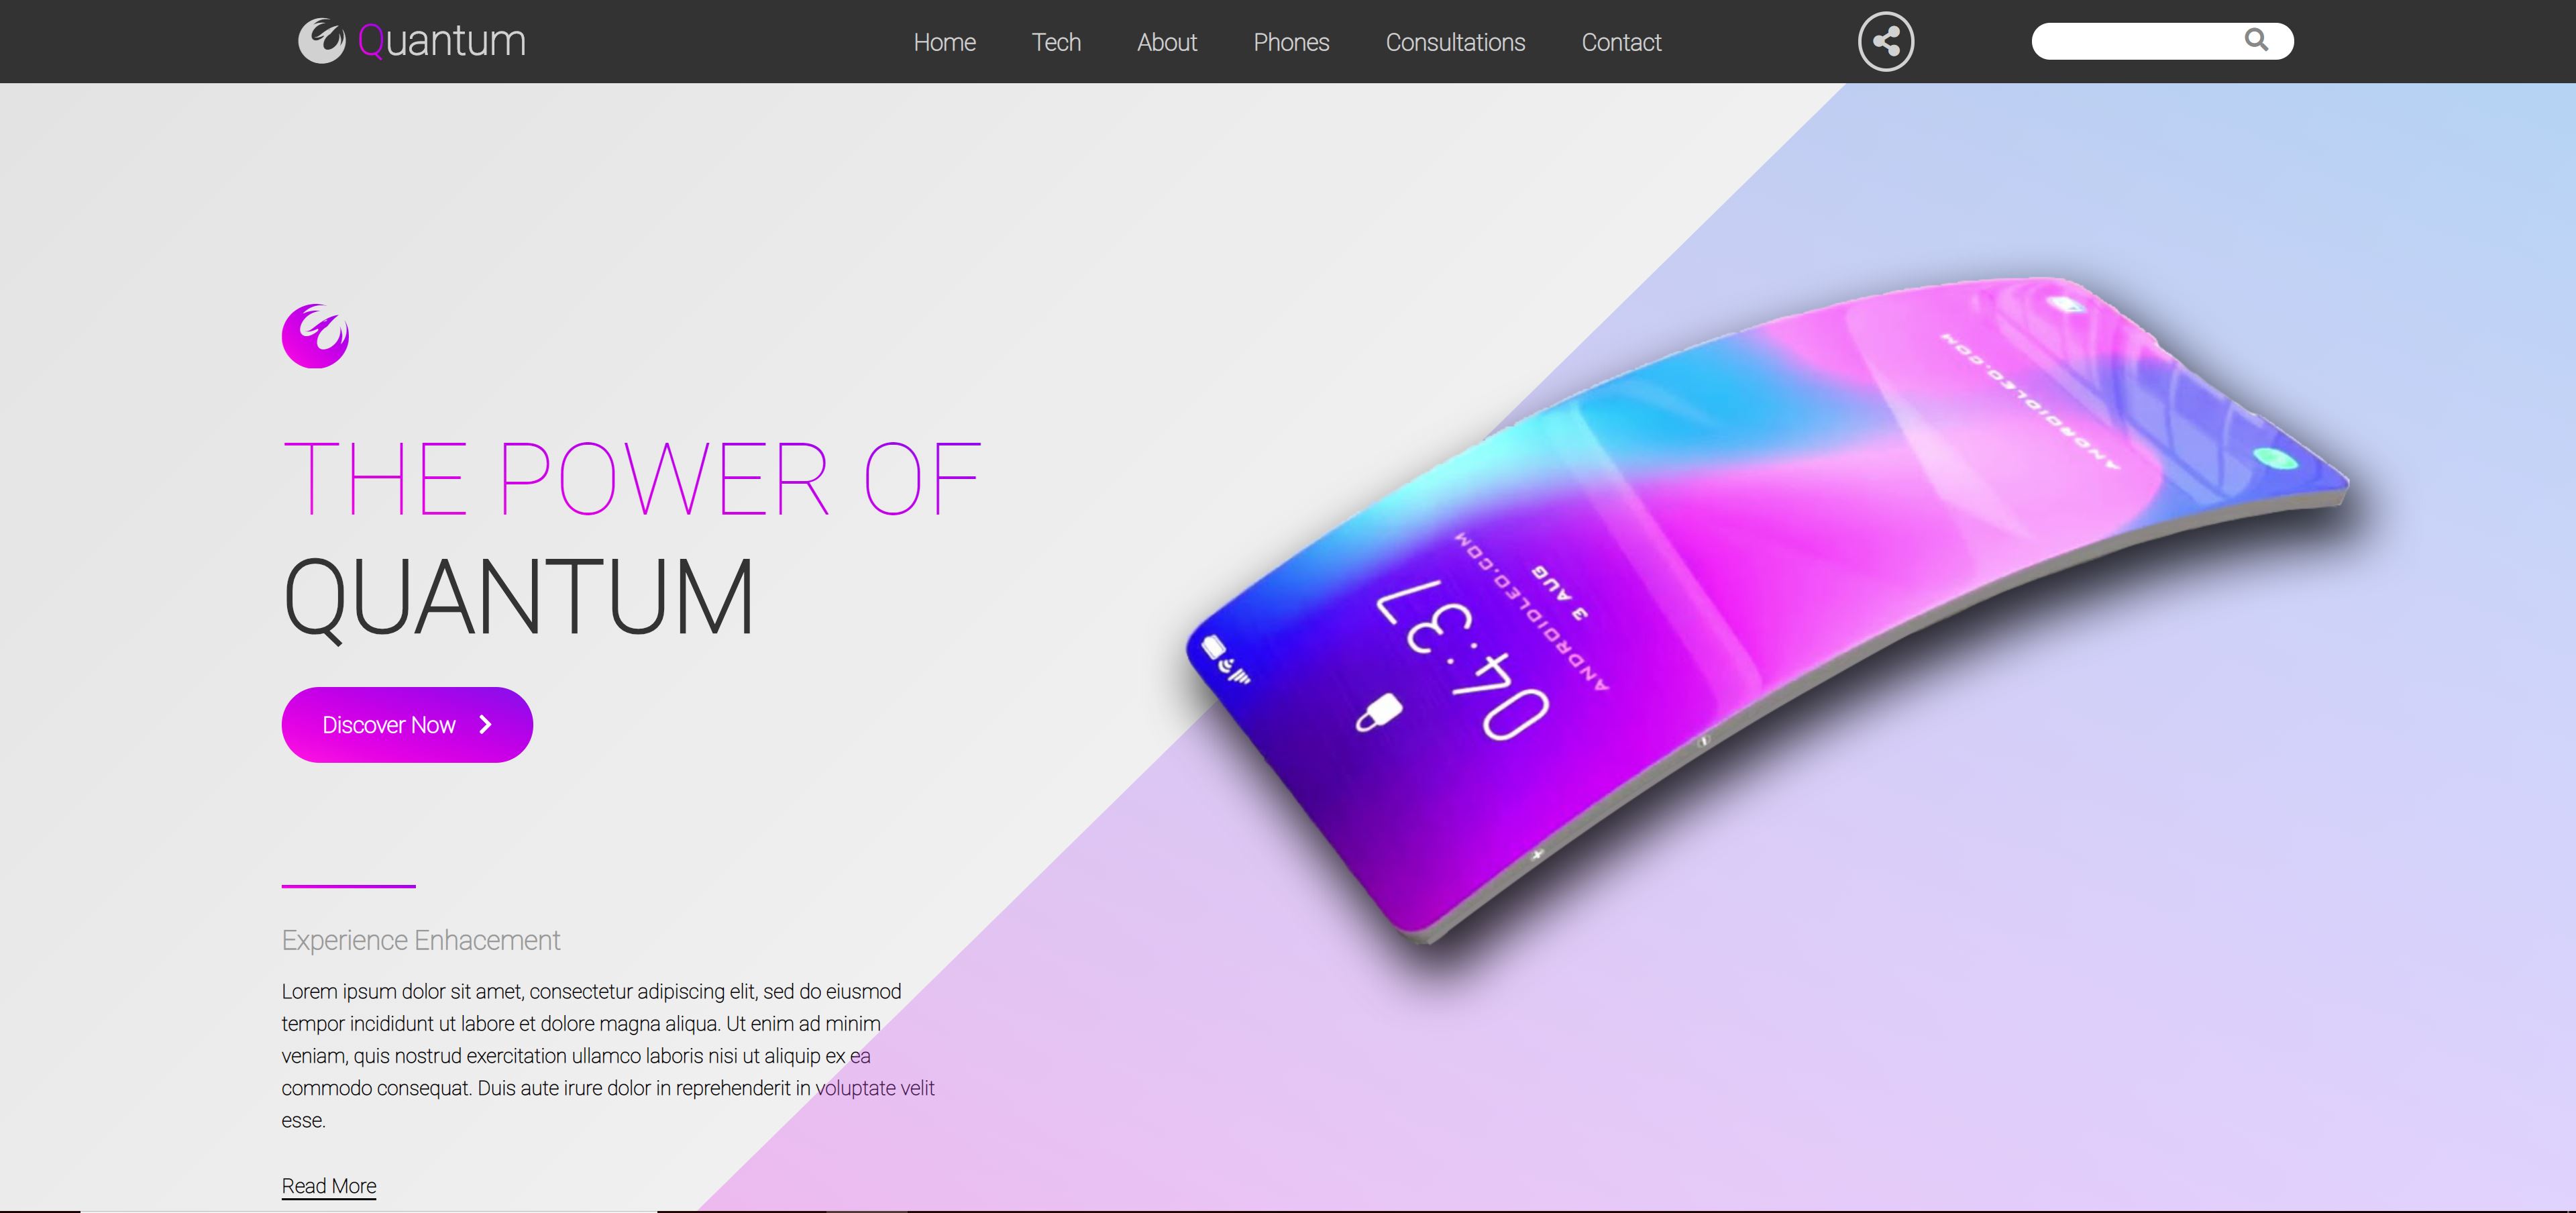 Quantum
Home Tech About Phones Consultations Contact
THE POWER OF
QUANTUM
Discover Now
Experience Enhacement
Lorem ipsum dolor sit amet, consectetur adipiscing elit, sed do eiusmod
tempor incididunt ut labore et dolore magna aliqua. Ut enim ad minim
veniam, quis nostrud exercitation ullamco laboris nisi ut aliquip ex ea
commodo consequat. Duis aute irure dolor in reprehenderit in voluptate velit
esse.
Read More
ANDROIDLEO.COM
04:37
3 AUG
ANDROIDLEO.COM